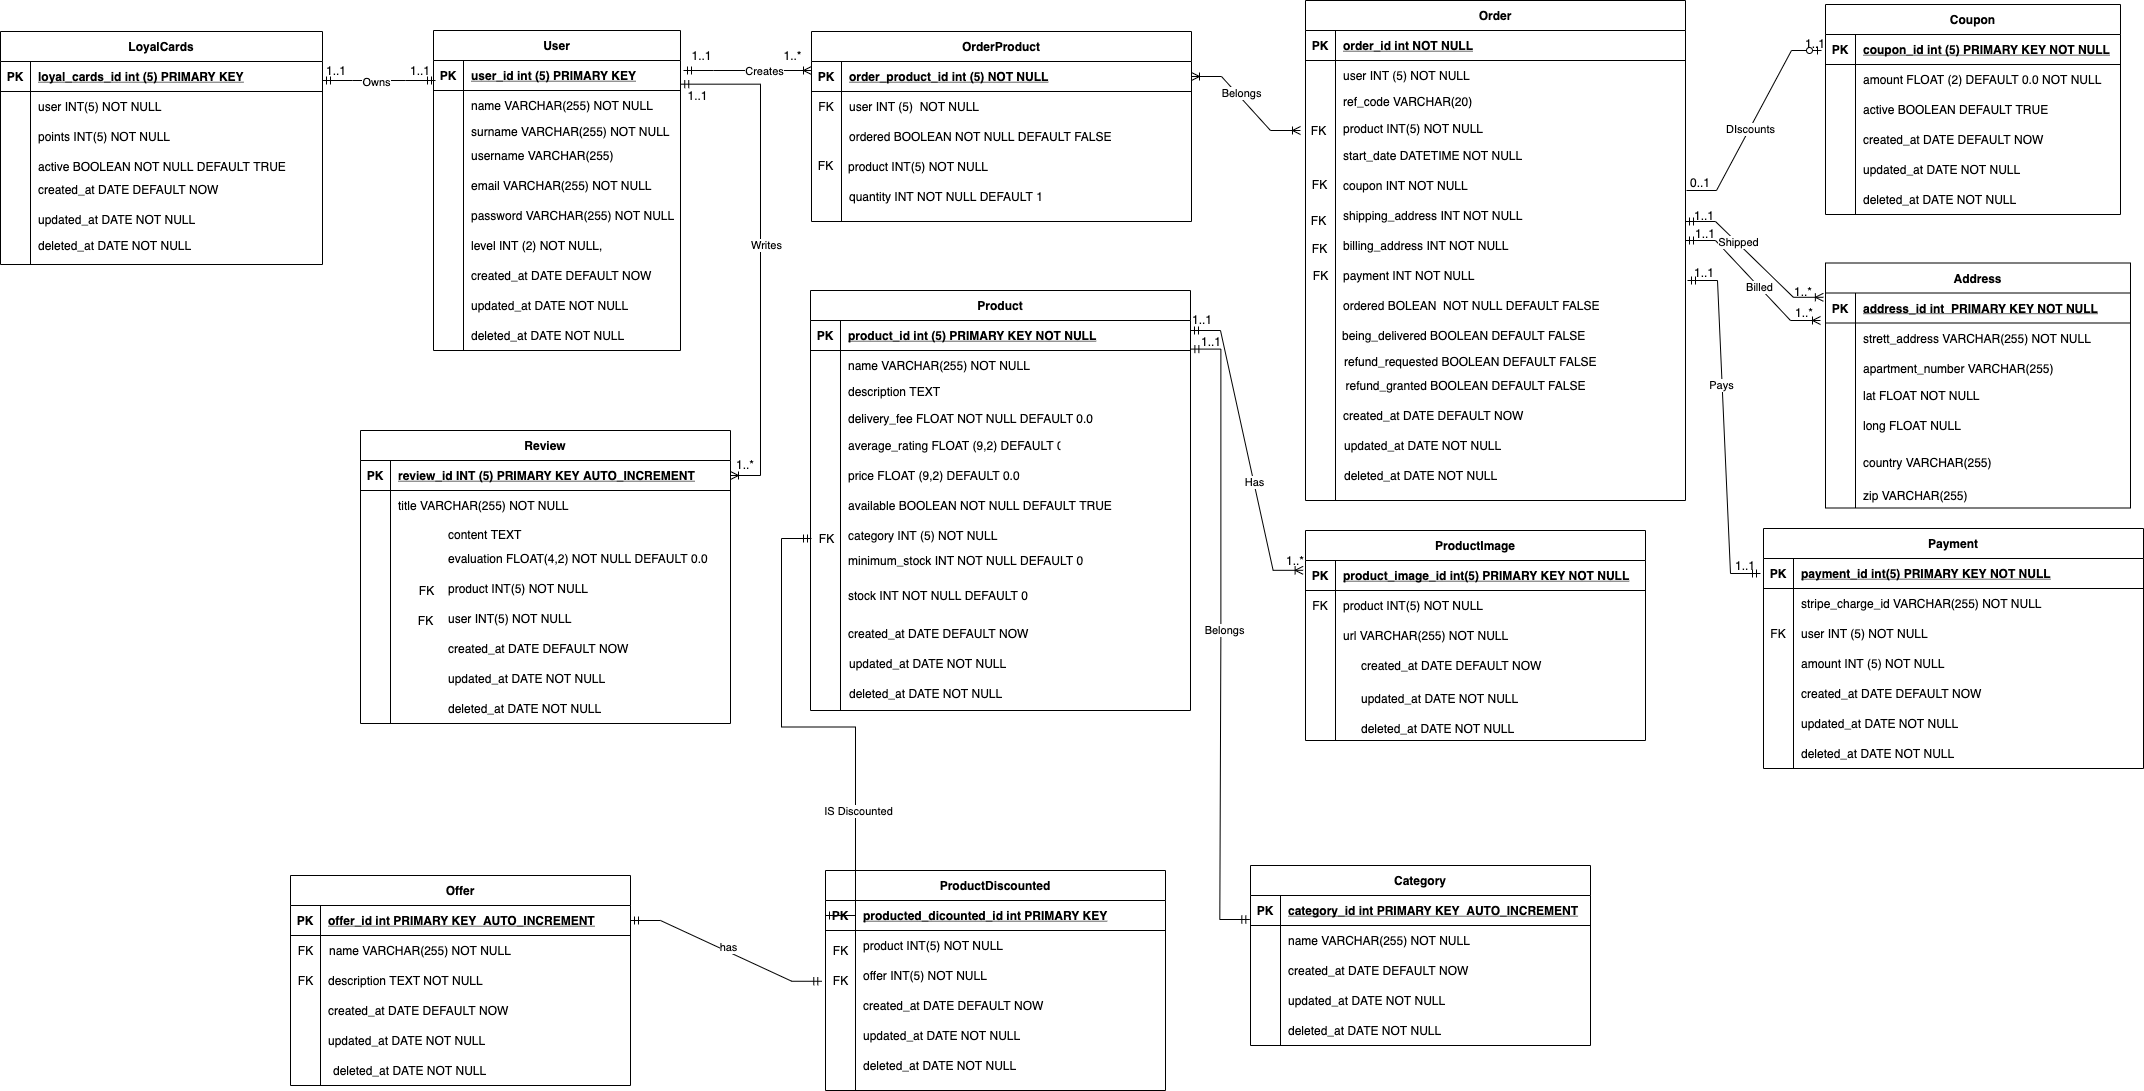 LoyalCards
PK loyal_cards_id int (5) PRIMARY KEY
user INT(5) NOT NULL
points INT(5) NOT NULL
active BOOLEAN NOT NULL DEFAULT TRUE
created_at DATE DEFAULT NOW
updated_at DATE NOT NULL
deleted_at DATE NOT NULL
1..1
Owns
1..1
User
PK user_id int (5) PRIMARY KEY
name VARCHAR(255) NOT NULL
surname VARCHAR(255) NOT NULL
username VARCHAR(255)
email VARCHAR(255) NOT NULL
password VARCHAR(255) NOT NULL
level INT (2) NOT NULL,
created_at DATE DEFAULT NOW
updated_at DATE NOT NULL
deleted_at DATE NOT NULL
1..1
Creates
1..*
1..1
Writes
1..*
OrderProduct
PK order_product_id int (5) NOT NULL
FK user INT (5)  NOT NULL
ordered BOOLEAN NOT NULL DEFAULT FALSE
FK product INT(5) NOT NULL
quantity INT NOT NULL DEFAULT 1
Belongs
Order
PK order_id int NOT NULL
user INT (5) NOT NULL
ref_code VARCHAR(20)
FK product INT(5) NOT NULL
start_date DATETIME NOT NULL
FK coupon INT NOT NULL
FK shipping_address INT NOT NULL
FK billing_address INT NOT NULL
FK payment INT NOT NULL
ordered BOLEAN  NOT NULL DEFAULT FALSE
being_delivered BOOLEAN DEFAULT FALSE
refund_requested BOOLEAN DEFAULT FALSE
refund_granted BOOLEAN DEFAULT FALSE
created_at DATE DEFAULT NOW
updated_at DATE NOT NULL
deleted_at DATE NOT NULL
1..1
DIscounts
0..1
1..1
Shipped
1..*
1..1
Billed
1..*
1..1
Pays
1..1
Coupon
PK coupon_id int (5) PRIMARY KEY NOT NULL
amount FLOAT (2) DEFAULT 0.0 NOT NULL
active BOOLEAN DEFAULT TRUE
created_at DATE DEFAULT NOW
updated_at DATE NOT NULL
deleted_at DATE NOT NULL
Address
PK address_id int  PRIMARY KEY NOT NULL
strett_address VARCHAR(255) NOT NULL
apartment_number VARCHAR(255)
lat FLOAT NOT NULL
long FLOAT NULL
country VARCHAR(255)
zip VARCHAR(255)
Product
PK product_id int (5) PRIMARY KEY NOT NULL
name VARCHAR(255) NOT NULL
description TEXT
delivery_fee FLOAT NOT NULL DEFAULT 0.0
average_rating FLOAT (9,2) DEFAULT
price FLOAT (9,2) DEFAULT 0.0
available BOOLEAN NOT NULL DEFAULT TRUE
FK category INT (5) NOT NULL
minimum_stock INT NOT NULL DEFAULT 0
stock INT NOT NULL DEFAULT 0
created_at DATE DEFAULT NOW
updated_at DATE NOT NULL
deleted_at DATE NOT NULL
1..1
Has
1..*
1..1
Belongs
Review
PK review_id INT (5) PRIMARY KEY AUTO_INCREMENT
title VARCHAR(255) NOT NULL
content TEXT
evaluation FLOAT(4,2) NOT NULL DEFAULT 0.0
FK product INT(5) NOT NULL
FK user INT(5) NOT NULL
created_at DATE DEFAULT NOW
updated_at DATE NOT NULL
deleted_at DATE NOT NULL
ProductImage
PK product_image_id int(5) PRIMARY KEY NOT NULL
FK product INT(5) NOT NULL
url VARCHAR(255) NOT NULL
created_at DATE DEFAULT NOW
updated_at DATE NOT NULL
deleted_at DATE NOT NULL
Payment
PK payment_id int(5) PRIMARY KEY NOT NULL
stripe_charge_id VARCHAR(255) NOT NULL
FK user INT (5) NOT NULL
amount INT (5) NOT NULL
created_at DATE DEFAULT NOW
updated_at DATE NOT NULL
deleted_at DATE NOT NULL
IS Discounted
Offer
PK offer_id int PRIMARY KEY  AUTO_INCREMENT
FK name VARCHAR(255) NOT NULL
FK description TEXT NOT NULL
created_at DATE DEFAULT NOW
updated_at DATE NOT NULL
deleted_at DATE NOT NULL
has
ProductDiscounted
PK producted_dicounted_id int PRIMARY KEY
FK product INT(5) NOT NULL
FK offer INT(5) NOT NULL
created_at DATE DEFAULT NOW
updated_at DATE NOT NULL
deleted_at DATE NOT NULL
Category
PK category_id int PRIMARY KEY  AUTO_INCREMENT
name VARCHAR(255) NOT NULL
created_at DATE DEFAULT NOW
updated_at DATE NOT NULL
deleted_at DATE NOT NULL